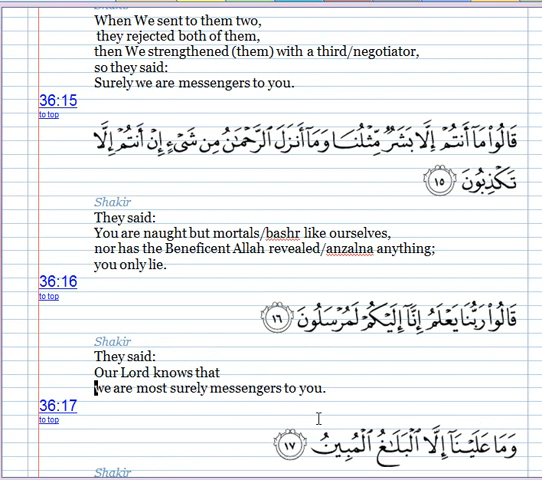 Shakir
When We sent to them two,
they rejected both of them,
then We strengthened (them) with a third/negotiator,
so they said:
Surely we are messengers to you.
36:15
to top
قَالُوا۟ مَآ أَنتُمْ إِلَّا بَشَرٌ مِّثْلُنَا وَمَآ أَنزَلَ ٱلرَّحْمَٰنُ مِن شَىْءٍ إِنْ أَنتُمْ إِلَّا
تَكْذِبُونَ ١٥
Shakir
They said:
You are naught but mortals/bashr like ourselves,
nor has the Beneficent Allah revealed/anzalna anything;
you only lie.
36:16
to top
قَالُوا۟ رَبُّنَا يَعْلَمُ إِنَّآ إِلَيْكُمْ لَمُرْسَلُونَ ١٦
Shakir
They said:
Our Lord knows that
we are most surely messengers to you.
36:17
to top
وَمَا عَلَيْنَآ إِلَّا ٱلْبَلَٰغُ ٱلْمُبِينُ ١٧
Shakir